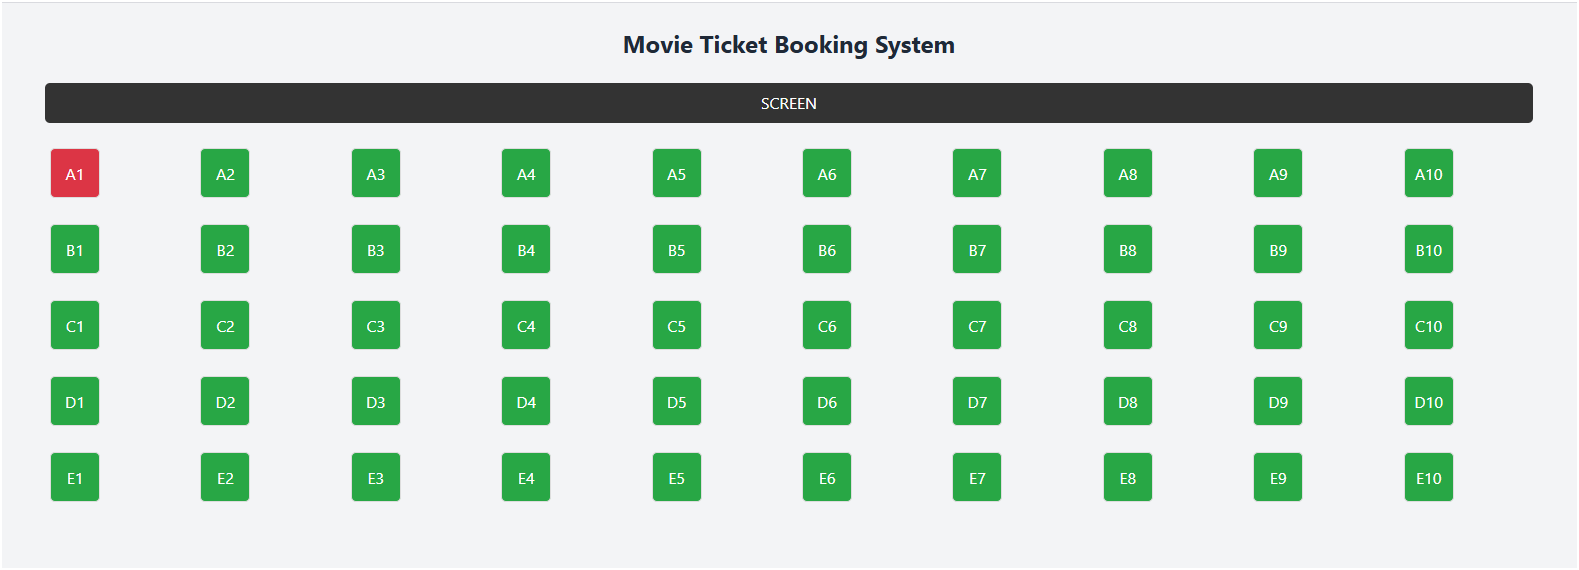 Movie Ticket Booking System
SCREEN
A1 A2 A3 A4 A5 A6 A7 A8 A9 A10
B1 B2 B3 B4 B5 B6 B7 B8 B9 B10
C1 C2 C3 C4 C5 C6 C7 C8 C9 C10
D1 D2 D3 D4 D5 D6 D7 D8 D9 D10
E1 E2 E3 E4 E5 E6 E7 E8 E9 E10